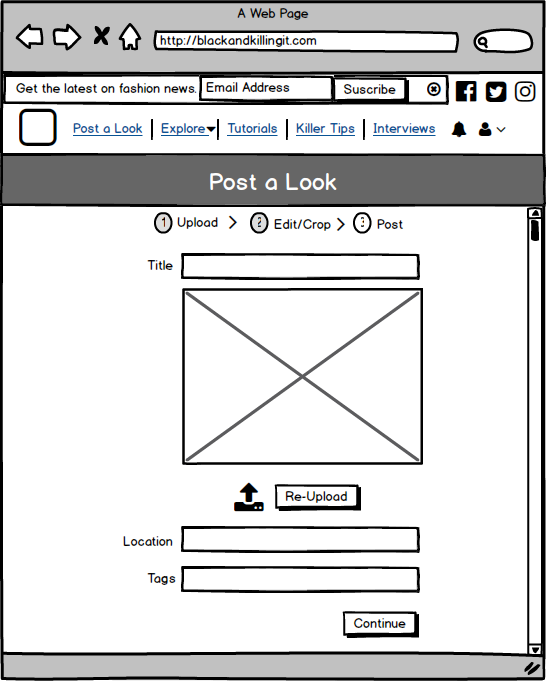 A Web Page
http://blackandkillingit.com
Get the latest on fashion news. Email Address Suscribe
Post a Look Explore Tutorials Killer Tips Interviews
Post a Look
1 Upload 2 Edit/Crop 3 Post
Title
Re-Upload
Location
Tags
Continue